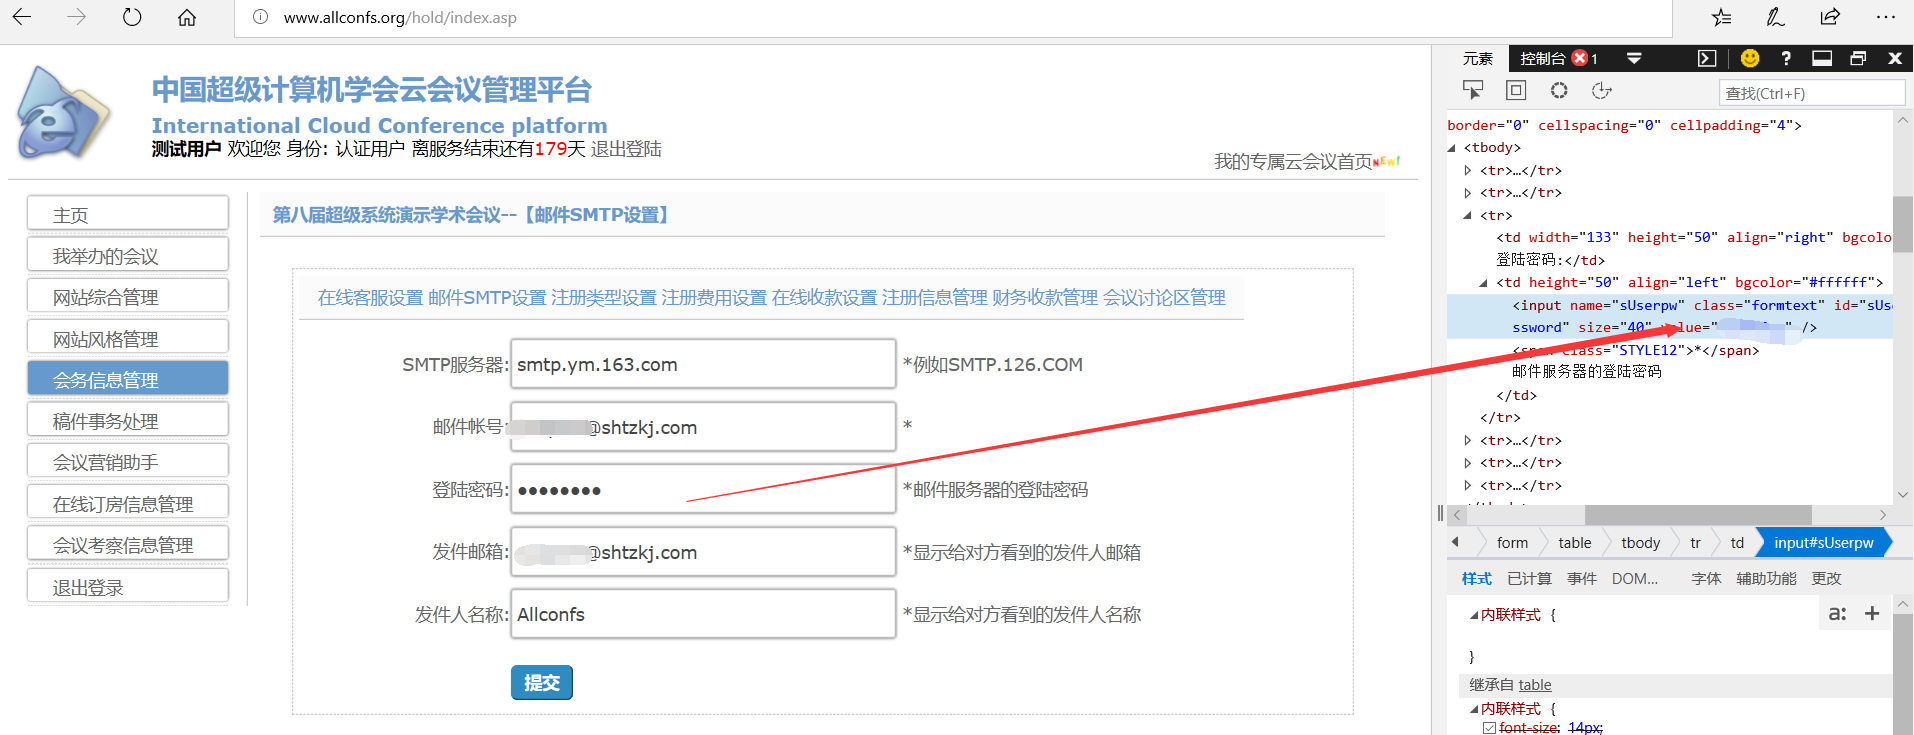 www.allconfs.org/hold/index.asp
中国超级计算机学会云会议管理平台
International Cloud Conference platform
测试用户 欢迎您 身份: 认证用户 离服务结束还有179天 退出登陆
我的专属云会议首页NEW!
主页
我举办的会议
网站综合管理
网站风格管理
会务信息管理
稿件事务处理
会议营销助手
在线订房信息管理
会议考察信息管理
退出登录
第八届超级系统演示学术会议--【邮件SMTP设置】
在线客服设置 邮件SMTP设置 注册类型设置 注册费用设置 在线收款设置 注册信息管理 财务收款管理 会议讨论区管理
SMTP服务器: smtp.ym.163.com *例如SMTP.126.COM
邮件帐号: @shtzkj.com *
登陆密码: ●●●●●●●● *邮件服务器的登陆密码
发件邮箱: @shtzkj.com *显示给对方看到的发件人邮箱
发件人名称: Allconfs *显示给对方看到的发件人名称
提交
元素 控制台 1 ?
查找(Ctrl+F)
border="0" cellspacing="0" cellpadding="4">
<tbody>
<tr>…</tr>
<tr>…</tr>
<tr>
<td width="133" height="50" align="right" bgcolo
登陆密码:</td>
<td height="50" align="left" bgcolor="#ffffff">
<input name="sUserpw" class="formtext" id="sUse
ssword" size="40" value=" " />
<span class="STYLE12">*</span>
邮件服务器的登陆密码
</td>
</tr>
<tr>…</tr>
<tr>…</tr>
<tr>…</tr>
form table tbody tr td input#sUserpw
样式 已计算 事件 DOM... 字体 辅助功能 更改
内联样式 {
a: +
}
继承自 table
内联样式 {
font-size: 14px;